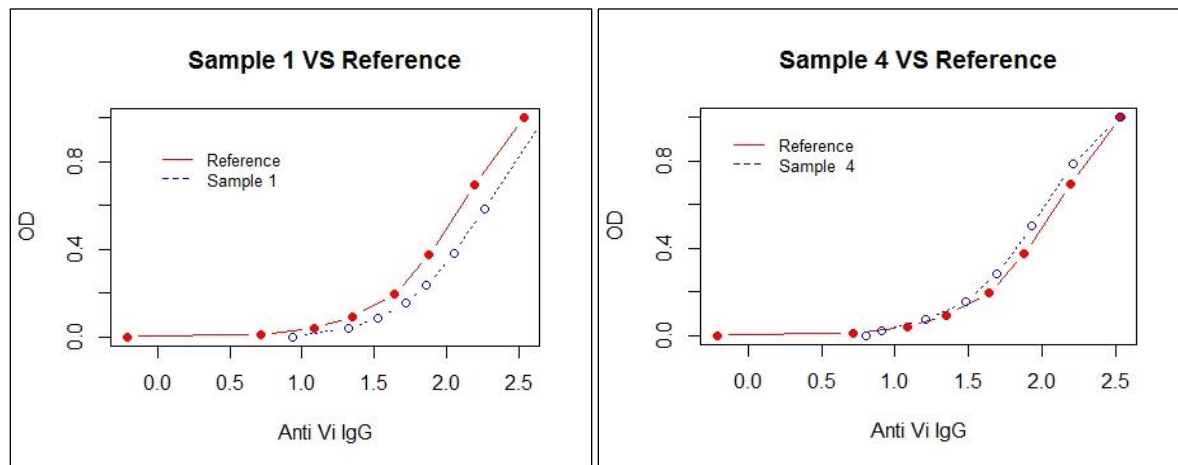 Sample 1 VS Reference
Reference
Sample 1
OD
0.0
0.4
0.8
0.0 0.5 1.0 1.5 2.0 2.5
Anti Vi IgG
Sample 4 VS Reference
Reference
Sample 4
OD
0.0
0.4
0.8
0.0 0.5 1.0 1.5 2.0 2.5
Anti Vi IgG